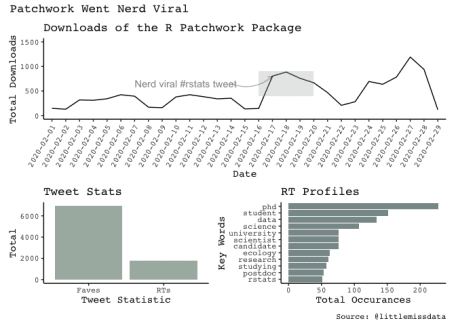 Patchwork Went Nerd Viral
Downloads of the R Patchwork Package
Total Downloads
1500
1000
500
0
Nerd viral #rstats tweet
2020-02-01
2020-02-02
2020-02-03
2020-02-04
2020-02-05
2020-02-06
2020-02-07
2020-02-08
2020-02-09
2020-02-10
2020-02-11
2020-02-12
2020-02-13
2020-02-14
2020-02-15
2020-02-16
2020-02-17
2020-02-18
2020-02-19
2020-02-20
2020-02-21
2020-02-22
2020-02-23
2020-02-24
2020-02-25
2020-02-26
2020-02-27
2020-02-28
2020-02-29
Date
Tweet Stats
Total
6000
4000
2000
0
Faves RTs
Tweet Statistic
RT Profiles
Key Words
phd
student
data
science
university
scientist
candidate
ecology
research
studying
postdoc
rstats
0 50 100 150 200
Total Occurances
Source: @littlemissdata